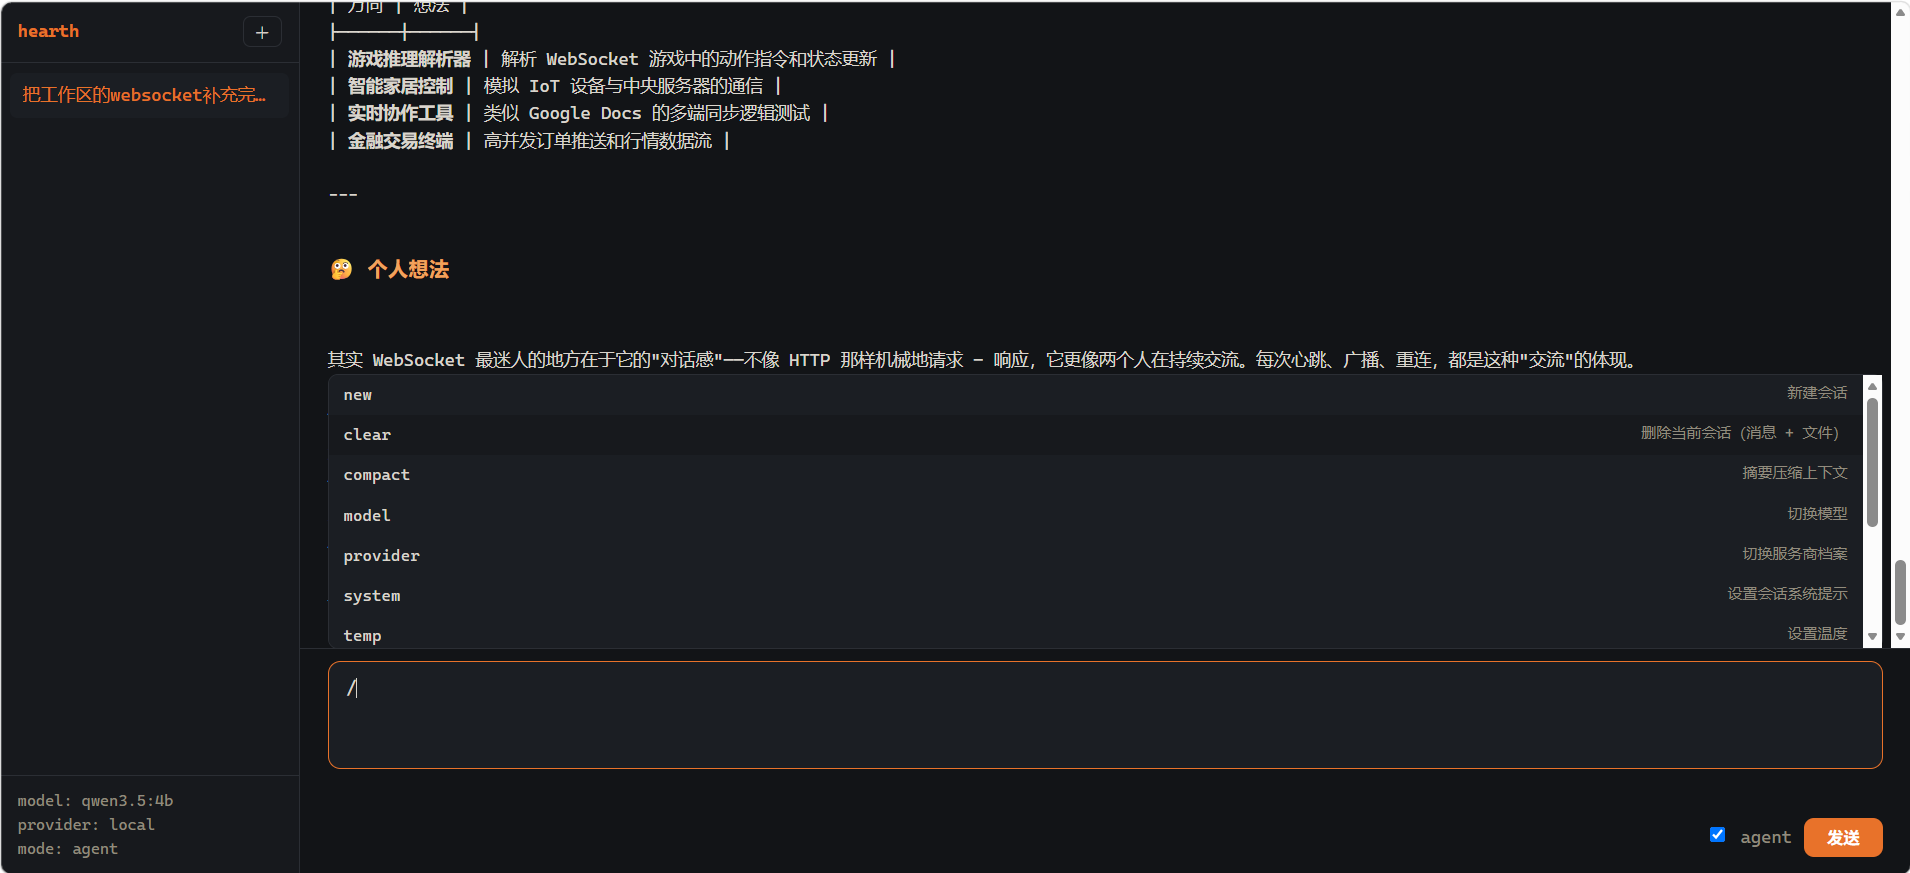 hearth
+
把工作区的websocket补充完…
| 方向 | 想法 |
|------|------|
| 游戏推理解析器 | 解析 WebSocket 游戏中的动作指令和状态更新 |
| 智能家居控制 | 模拟 IoT 设备与中央服务器的通信 |
| 实时协作工具 | 类似 Google Docs 的多端同步逻辑测试 |
| 金融交易终端 | 高并发订单推送和行情数据流 |
---
🤔 个人想法
其实 WebSocket 最迷人的地方在于它的"对话感"——不像 HTTP 那样机械地请求 - 响应，它更像两个人在持续交流。每次心跳、广播、重连，都是这种"交流"的体现。
new 新建会话
clear 删除当前会话 (消息 + 文件)
compact 摘要压缩上下文
model 切换模型
provider 切换服务商档案
system 设置会话系统提示
temp 设置温度
/
model: qwen3.5:4b
provider: local
mode: agent
agent 发送